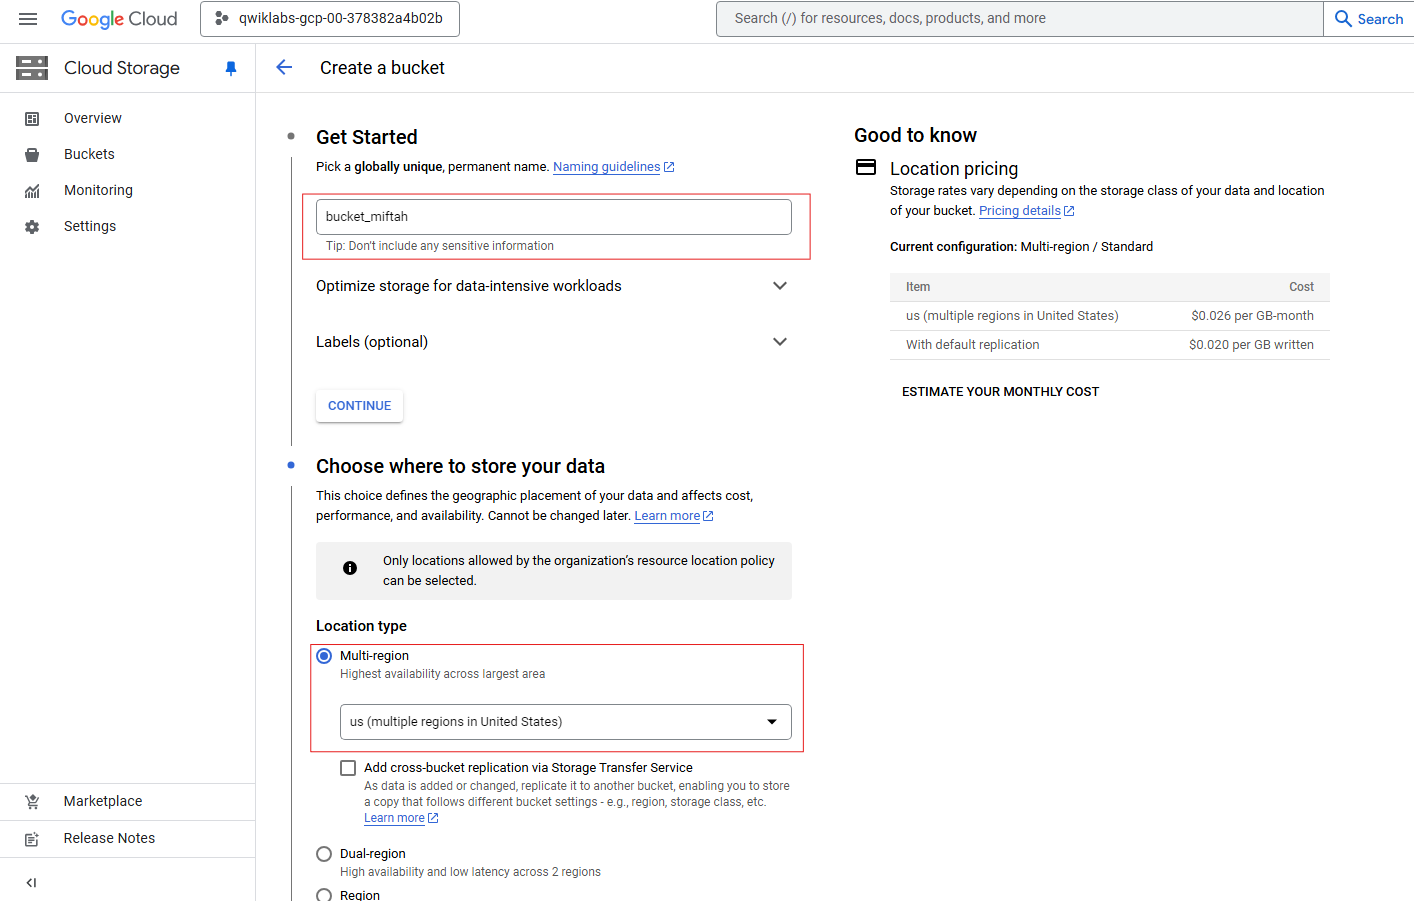 Google Cloud
qwiklabs-gcp-00-378382a4b02b
Search (/) for resources, docs, products, and more
Search
Cloud Storage
Create a bucket
Overview
Buckets
Monitoring
Settings
Marketplace
Release Notes
Get Started
Pick a globally unique, permanent name. Naming guidelines
bucket_miftah
Tip: Don't include any sensitive information
Optimize storage for data-intensive workloads
Labels (optional)
CONTINUE
Choose where to store your data
This choice defines the geographic placement of your data and affects cost,
performance, and availability. Cannot be changed later. Learn more
Only locations allowed by the organization's resource location policy
can be selected.
Location type
Multi-region
Highest availability across largest area
us (multiple regions in United States)
Add cross-bucket replication via Storage Transfer Service
As data is added or changed, replicate it to another bucket, enabling you to store
a copy that follows different bucket settings - e.g., region, storage class, etc.
Learn more
Dual-region
High availability and low latency across 2 regions
Region
Good to know
Location pricing
Storage rates vary depending on the storage class of your data and location
of your bucket. Pricing details
Current configuration: Multi-region / Standard
Item Cost
us (multiple regions in United States) $0.026 per GB-month
With default replication $0.020 per GB written
ESTIMATE YOUR MONTHLY COST